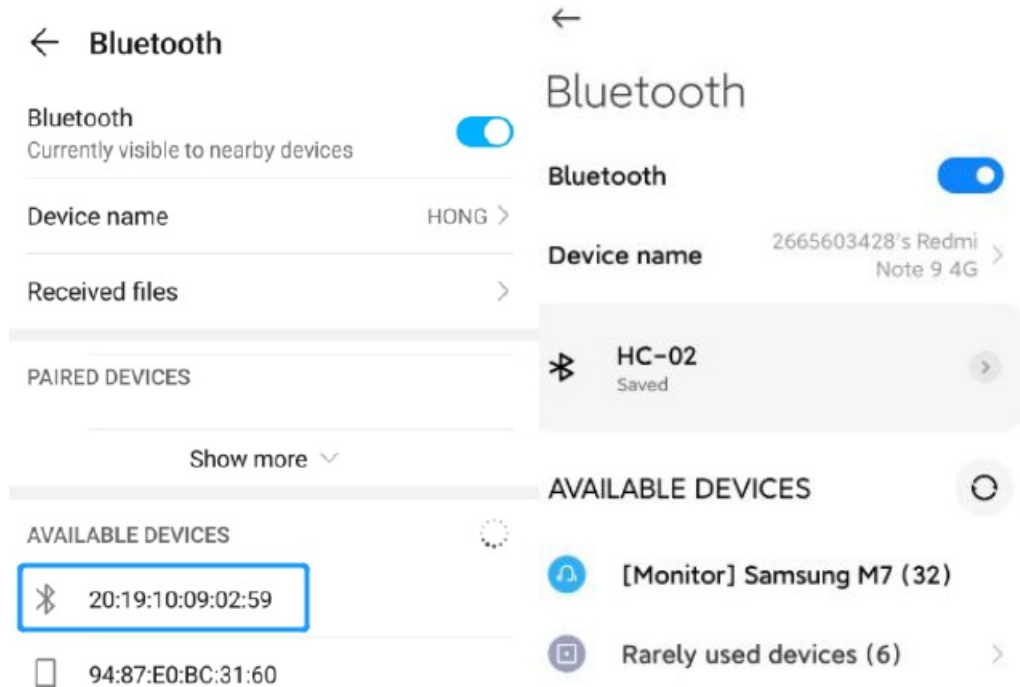 Bluetooth
Bluetooth
Currently visible to nearby devices
Device name
HONG
Received files
PAIRED DEVICES
Show more
AVAILABLE DEVICES
20:19:10:09:02:59
94:87:E0:BC:31:60
Bluetooth
Bluetooth
Device name
2665603428's Redmi
Note 9 4G
HC-02
Saved
AVAILABLE DEVICES
[Monitor] Samsung M7 (32)
Rarely used devices (6)